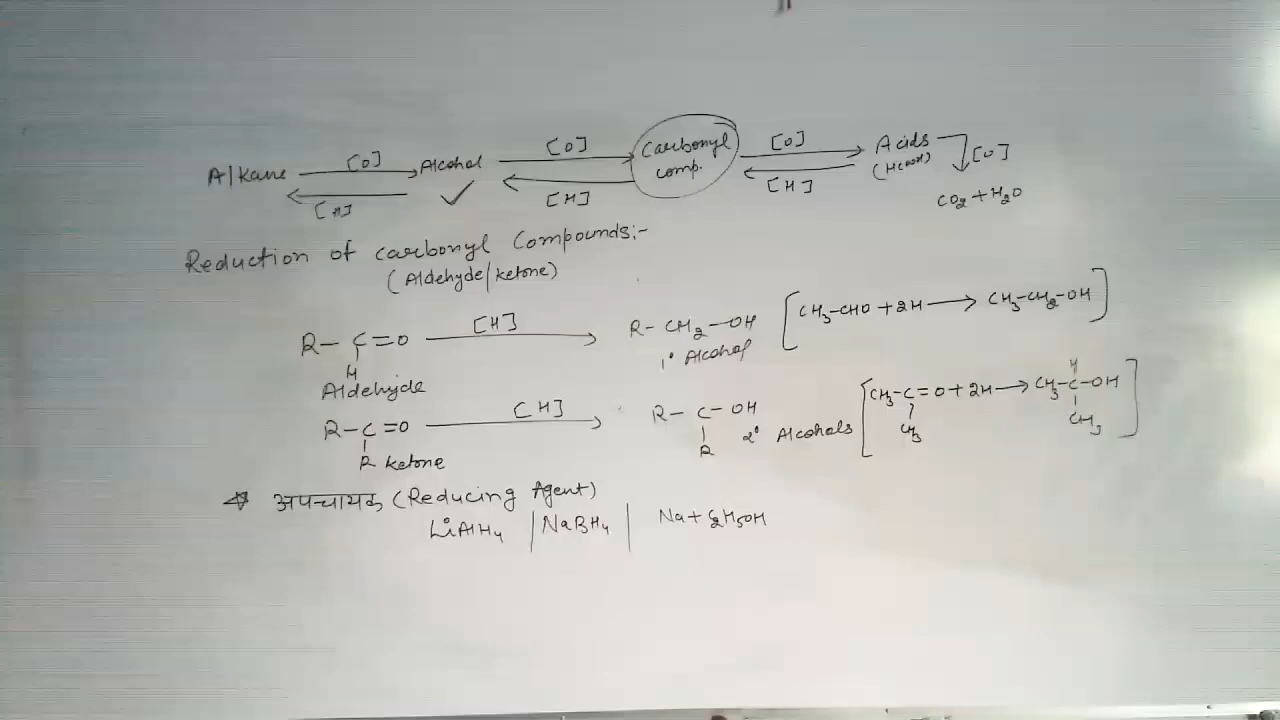 Alkane [O] Alcohol [O] Carbonyl comp. [O] Acids (HCOOH) [O]
[H] ✓ [H] [H] CO2 + H2O
Reduction of carbonyl Compounds:-
(Aldehyde/ketone)
R-C=O [H] R-CH2-OH [CH3-CHO + 2H → CH3-CH2-OH]
H 1° Alcohol
Aldehyde
R-C=O [H] R-C-OH [CH3-C=O + 2H → CH3-C-OH]
R ketone R 2° Alcohols CH3 H CH3
अपचायक (Reducing Agent)
LiAlH4 | NaBH4 | Na + C2H5OH